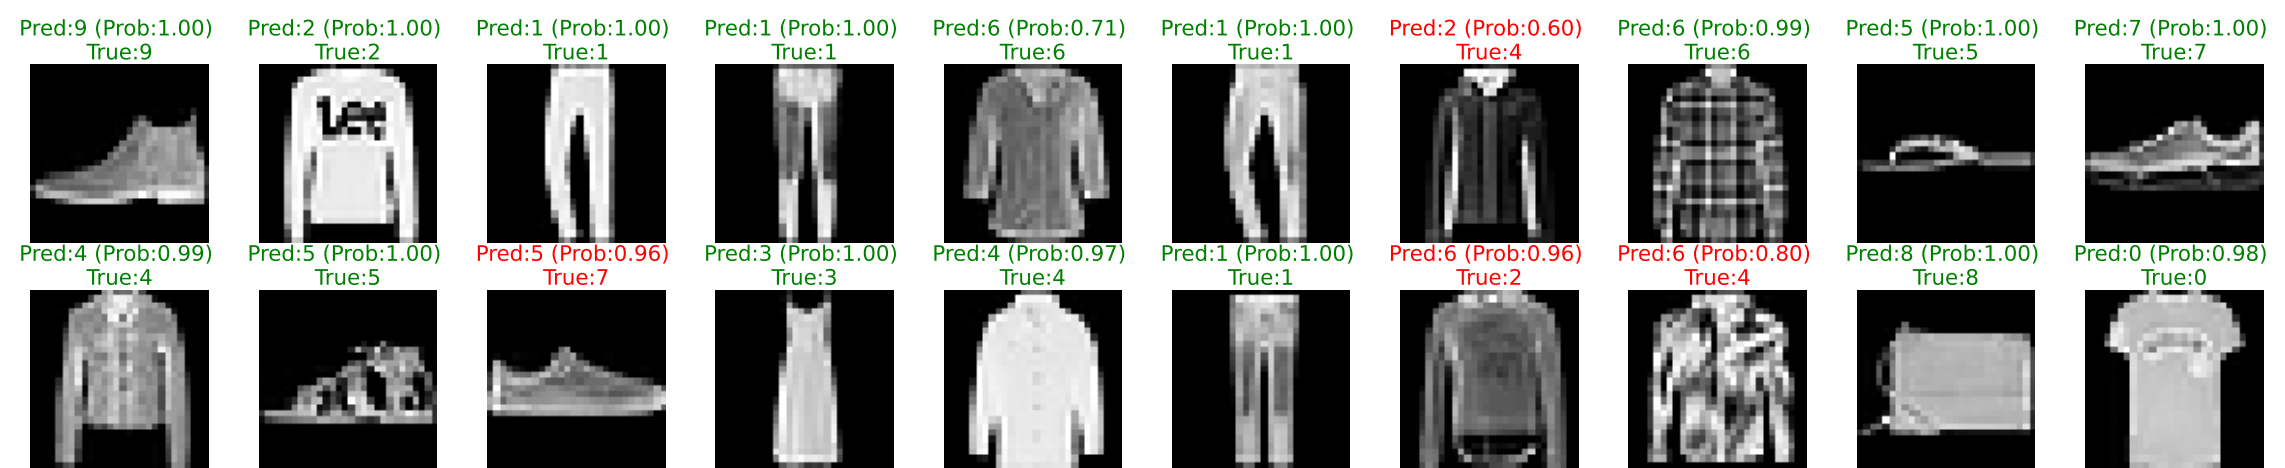 Pred:9 (Prob:1.00) Pred:2 (Prob:1.00) Pred:1 (Prob:1.00) Pred:1 (Prob:1.00) Pred:6 (Prob:0.71) Pred:1 (Prob:1.00) Pred:2 (Prob:0.60) Pred:6 (Prob:0.99) Pred:5 (Prob:1.00) Pred:7 (Prob:1.00)
True:9 True:2 True:1 True:1 True:6 True:1 True:4 True:6 True:5 True:7
Lee
Pred:4 (Prob:0.99) Pred:5 (Prob:1.00) Pred:5 (Prob:0.96) Pred:3 (Prob:1.00) Pred:4 (Prob:0.97) Pred:1 (Prob:1.00) Pred:6 (Prob:0.96) Pred:6 (Prob:0.80) Pred:8 (Prob:1.00) Pred:0 (Prob:0.98)
True:4 True:5 True:7 True:3 True:4 True:1 True:2 True:4 True:8 True:0